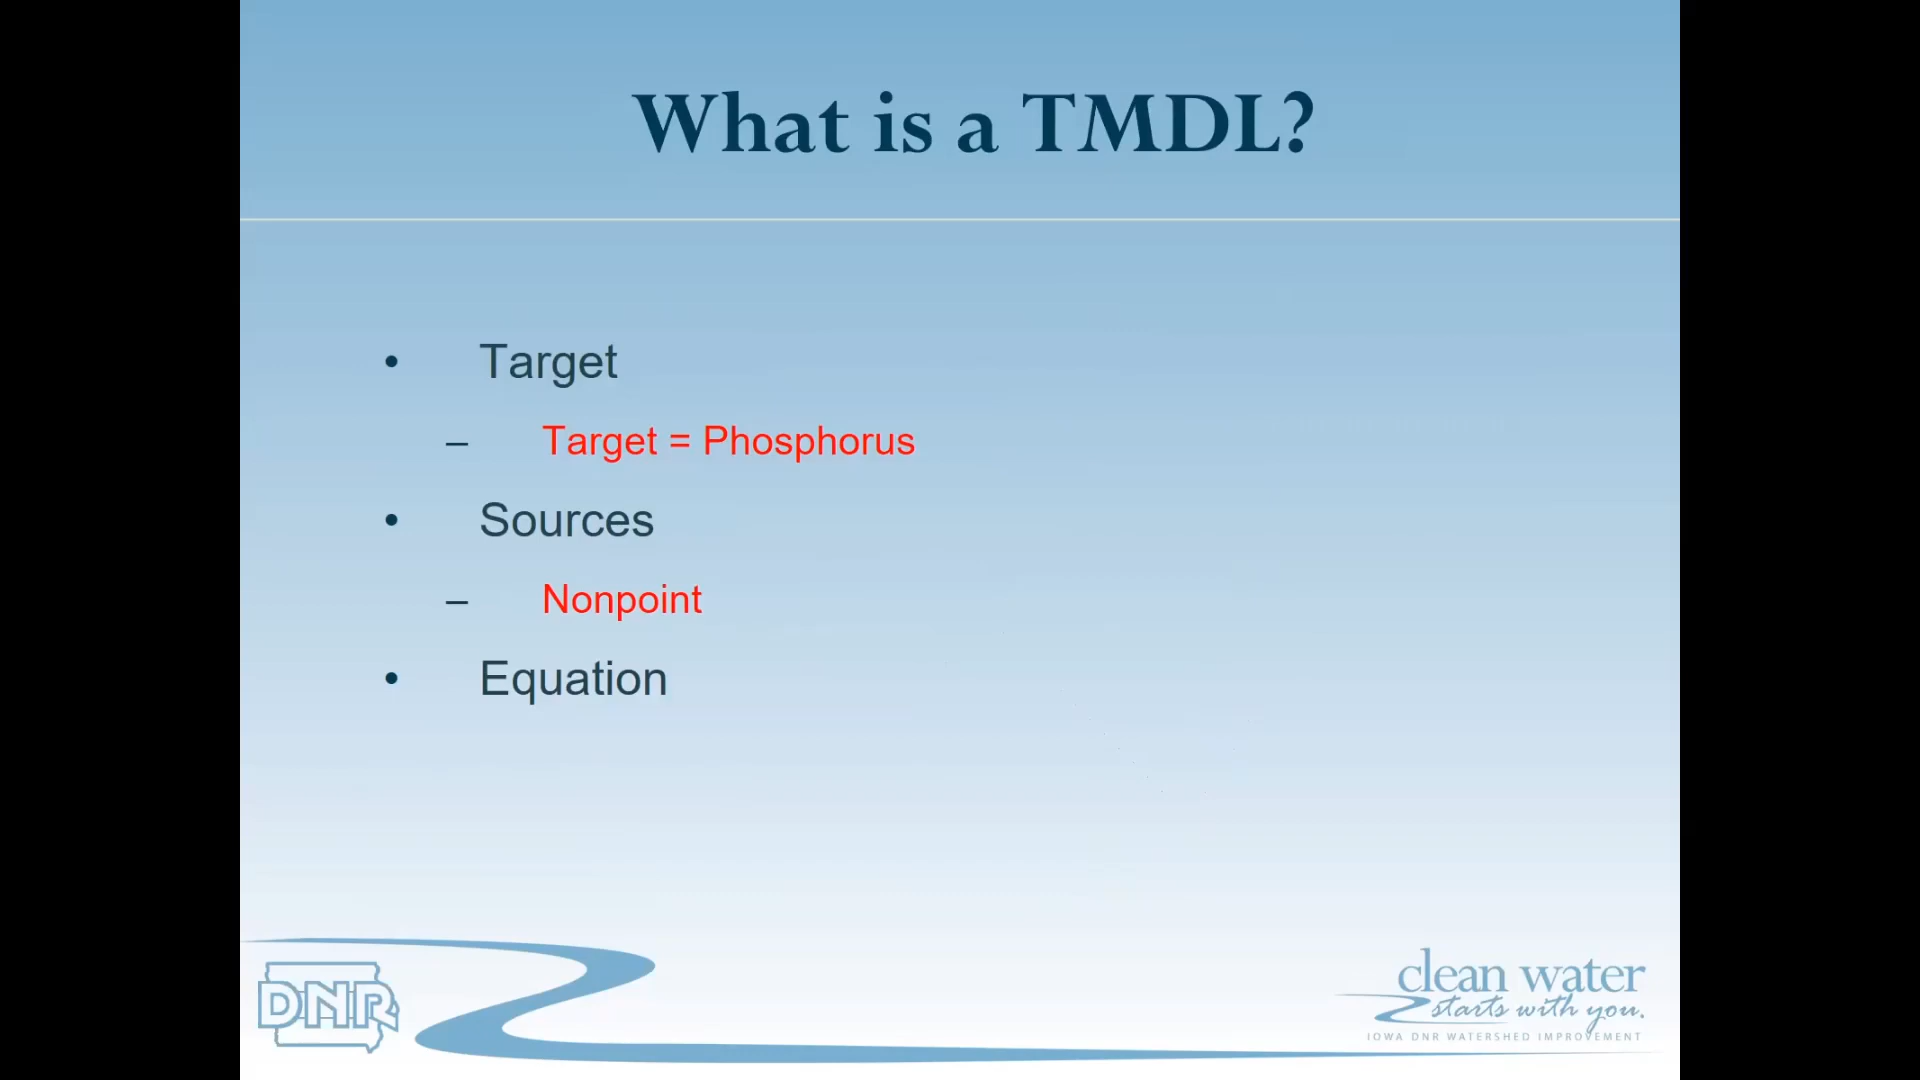 What is a TMDL?
• Target
– Target = Phosphorus
• Sources
– Nonpoint
• Equation
DNR
clean water
starts with you.
IOWA DNR WATERSHED IMPROVEMENT